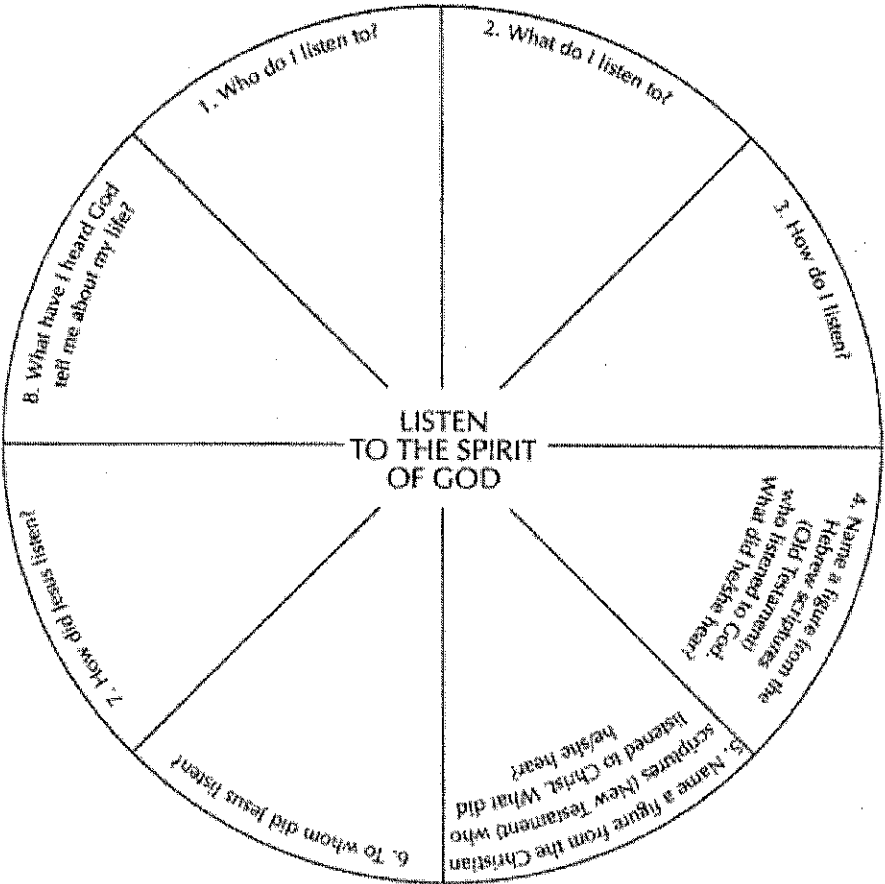 1. Who do I listen to?
2. What do I listen to?
3. How do I listen?
4. Name a figure from the
Hebrew scriptures
(Old Testament)
who listened to God.
What did he/she hear?
5. Name a figure from the Christian
scriptures (New Testament) who
listened to Christ. What did
he/she hear?
6. To whom did Jesus listen?
7. How did Jesus listen?
8. What have I heard God
tell me about my life?
LISTEN
TO THE SPIRIT
OF GOD